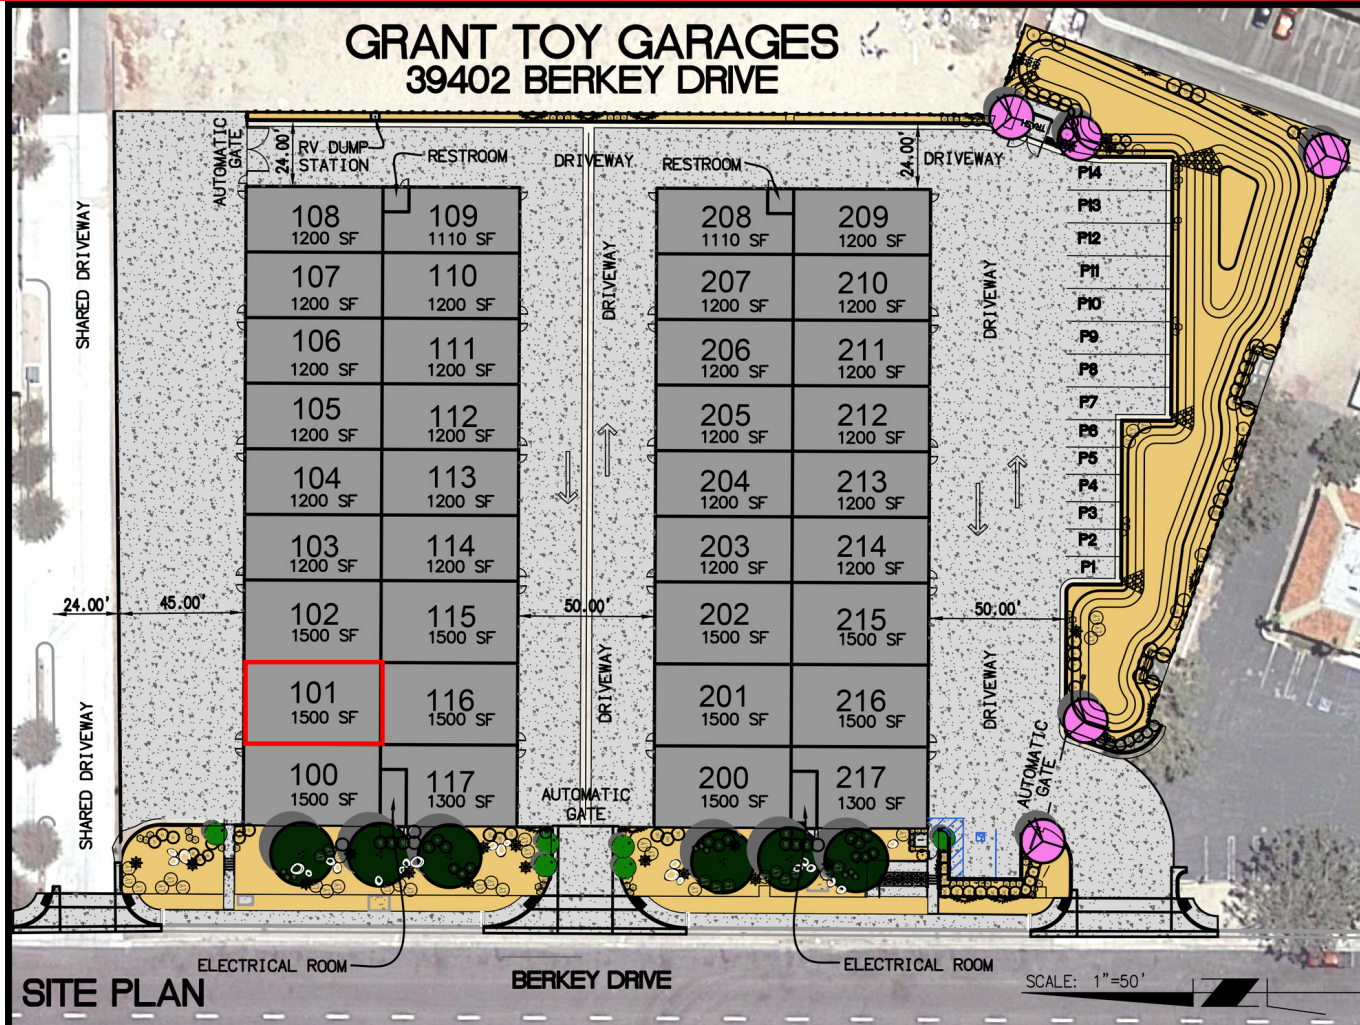 GRANT TOY GARAGES
39402 BERKEY DRIVE
AUTOMATIC
GATE
24.00'
RV DUMP
STATION
RESTROOM
DRIVEWAY
RESTROOM
24.00'
DRIVEWAY
TRASH
SHARED DRIVEWAY
108
1200 SF
109
1110 SF
208
1110 SF
209
1200 SF
P14
P13
P12
107
1200 SF
110
1200 SF
DRIVEWAY
207
1200 SF
210
1200 SF
DRIVEWAY
P11
P10
106
1200 SF
111
1200 SF
206
1200 SF
211
1200 SF
P9
P8
105
1200 SF
112
1200 SF
205
1200 SF
212
1200 SF
P7
P6
104
1200 SF
113
1200 SF
204
1200 SF
213
1200 SF
P5
P4
P3
103
1200 SF
114
1200 SF
203
1200 SF
214
1200 SF
P2
P1
24.00'
45.00'
102
1500 SF
115
1500 SF
50.00'
202
1500 SF
215
1500 SF
50.00'
SHARED DRIVEWAY
101
1500 SF
116
1500 SF
DRIVEWAY
201
1500 SF
216
1500 SF
DRIVEWAY
100
1500 SF
117
1300 SF
AUTOMATIC
GATE
200
1500 SF
217
1300 SF
AUTOMATIC
GATE
ELECTRICAL ROOM
BERKEY DRIVE
ELECTRICAL ROOM
SITE PLAN
SCALE: 1"=50'